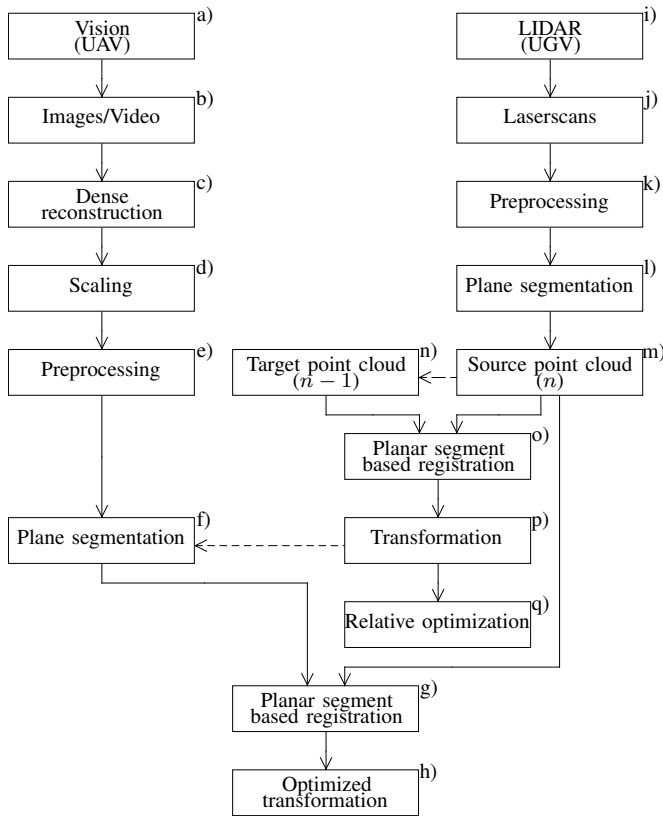 a)
Vision
(UAV)
b)
Images/Video
c)
Dense
reconstruction
d)
Scaling
e)
Preprocessing
f)
Plane segmentation
i)
LIDAR
(UGV)
j)
Laserscans
k)
Preprocessing
l)
Plane segmentation
m)
Source point cloud
(n)
n)
Target point cloud
(n − 1)
o)
Planar segment
based registration
p)
Transformation
q)
Relative optimization
g)
Planar segment
based registration
h)
Optimized
transformation